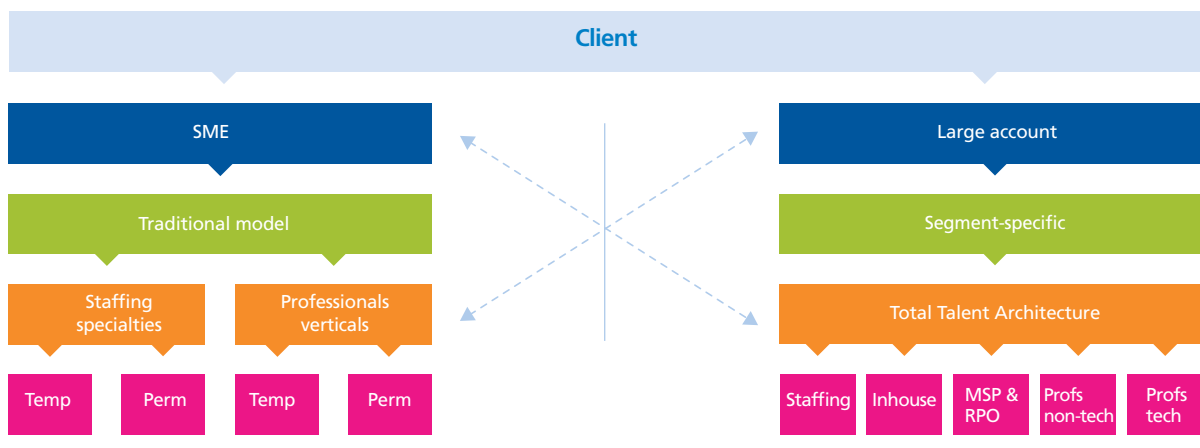 Client
SME
Large account
Traditional model
Segment-specific
Staffing
specialties
Professionals
verticals
Total Talent Architecture
Temp
Perm
Temp
Perm
Staffing
Inhouse
MSP &
RPO
Profs
non-tech
Profs
tech